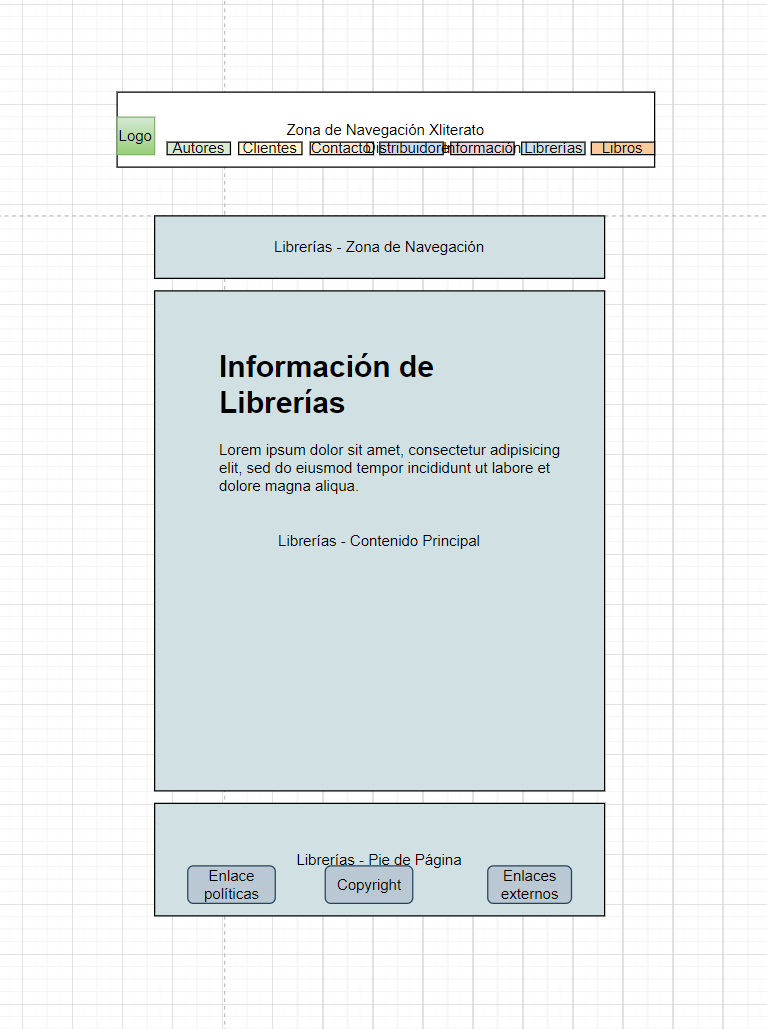 Zona de Navegación Xliterato
Logo
Autores
Clientes
Contacto
Distribuidores
Información
Librerías
Libros
Librerías - Zona de Navegación
Información de
Librerías
Lorem ipsum dolor sit amet, consectetur adipisicing
elit, sed do eiusmod tempor incididunt ut labore et
dolore magna aliqua.
Librerías - Contenido Principal
Librerías - Pie de Página
Enlace
políticas
Copyright
Enlaces
externos